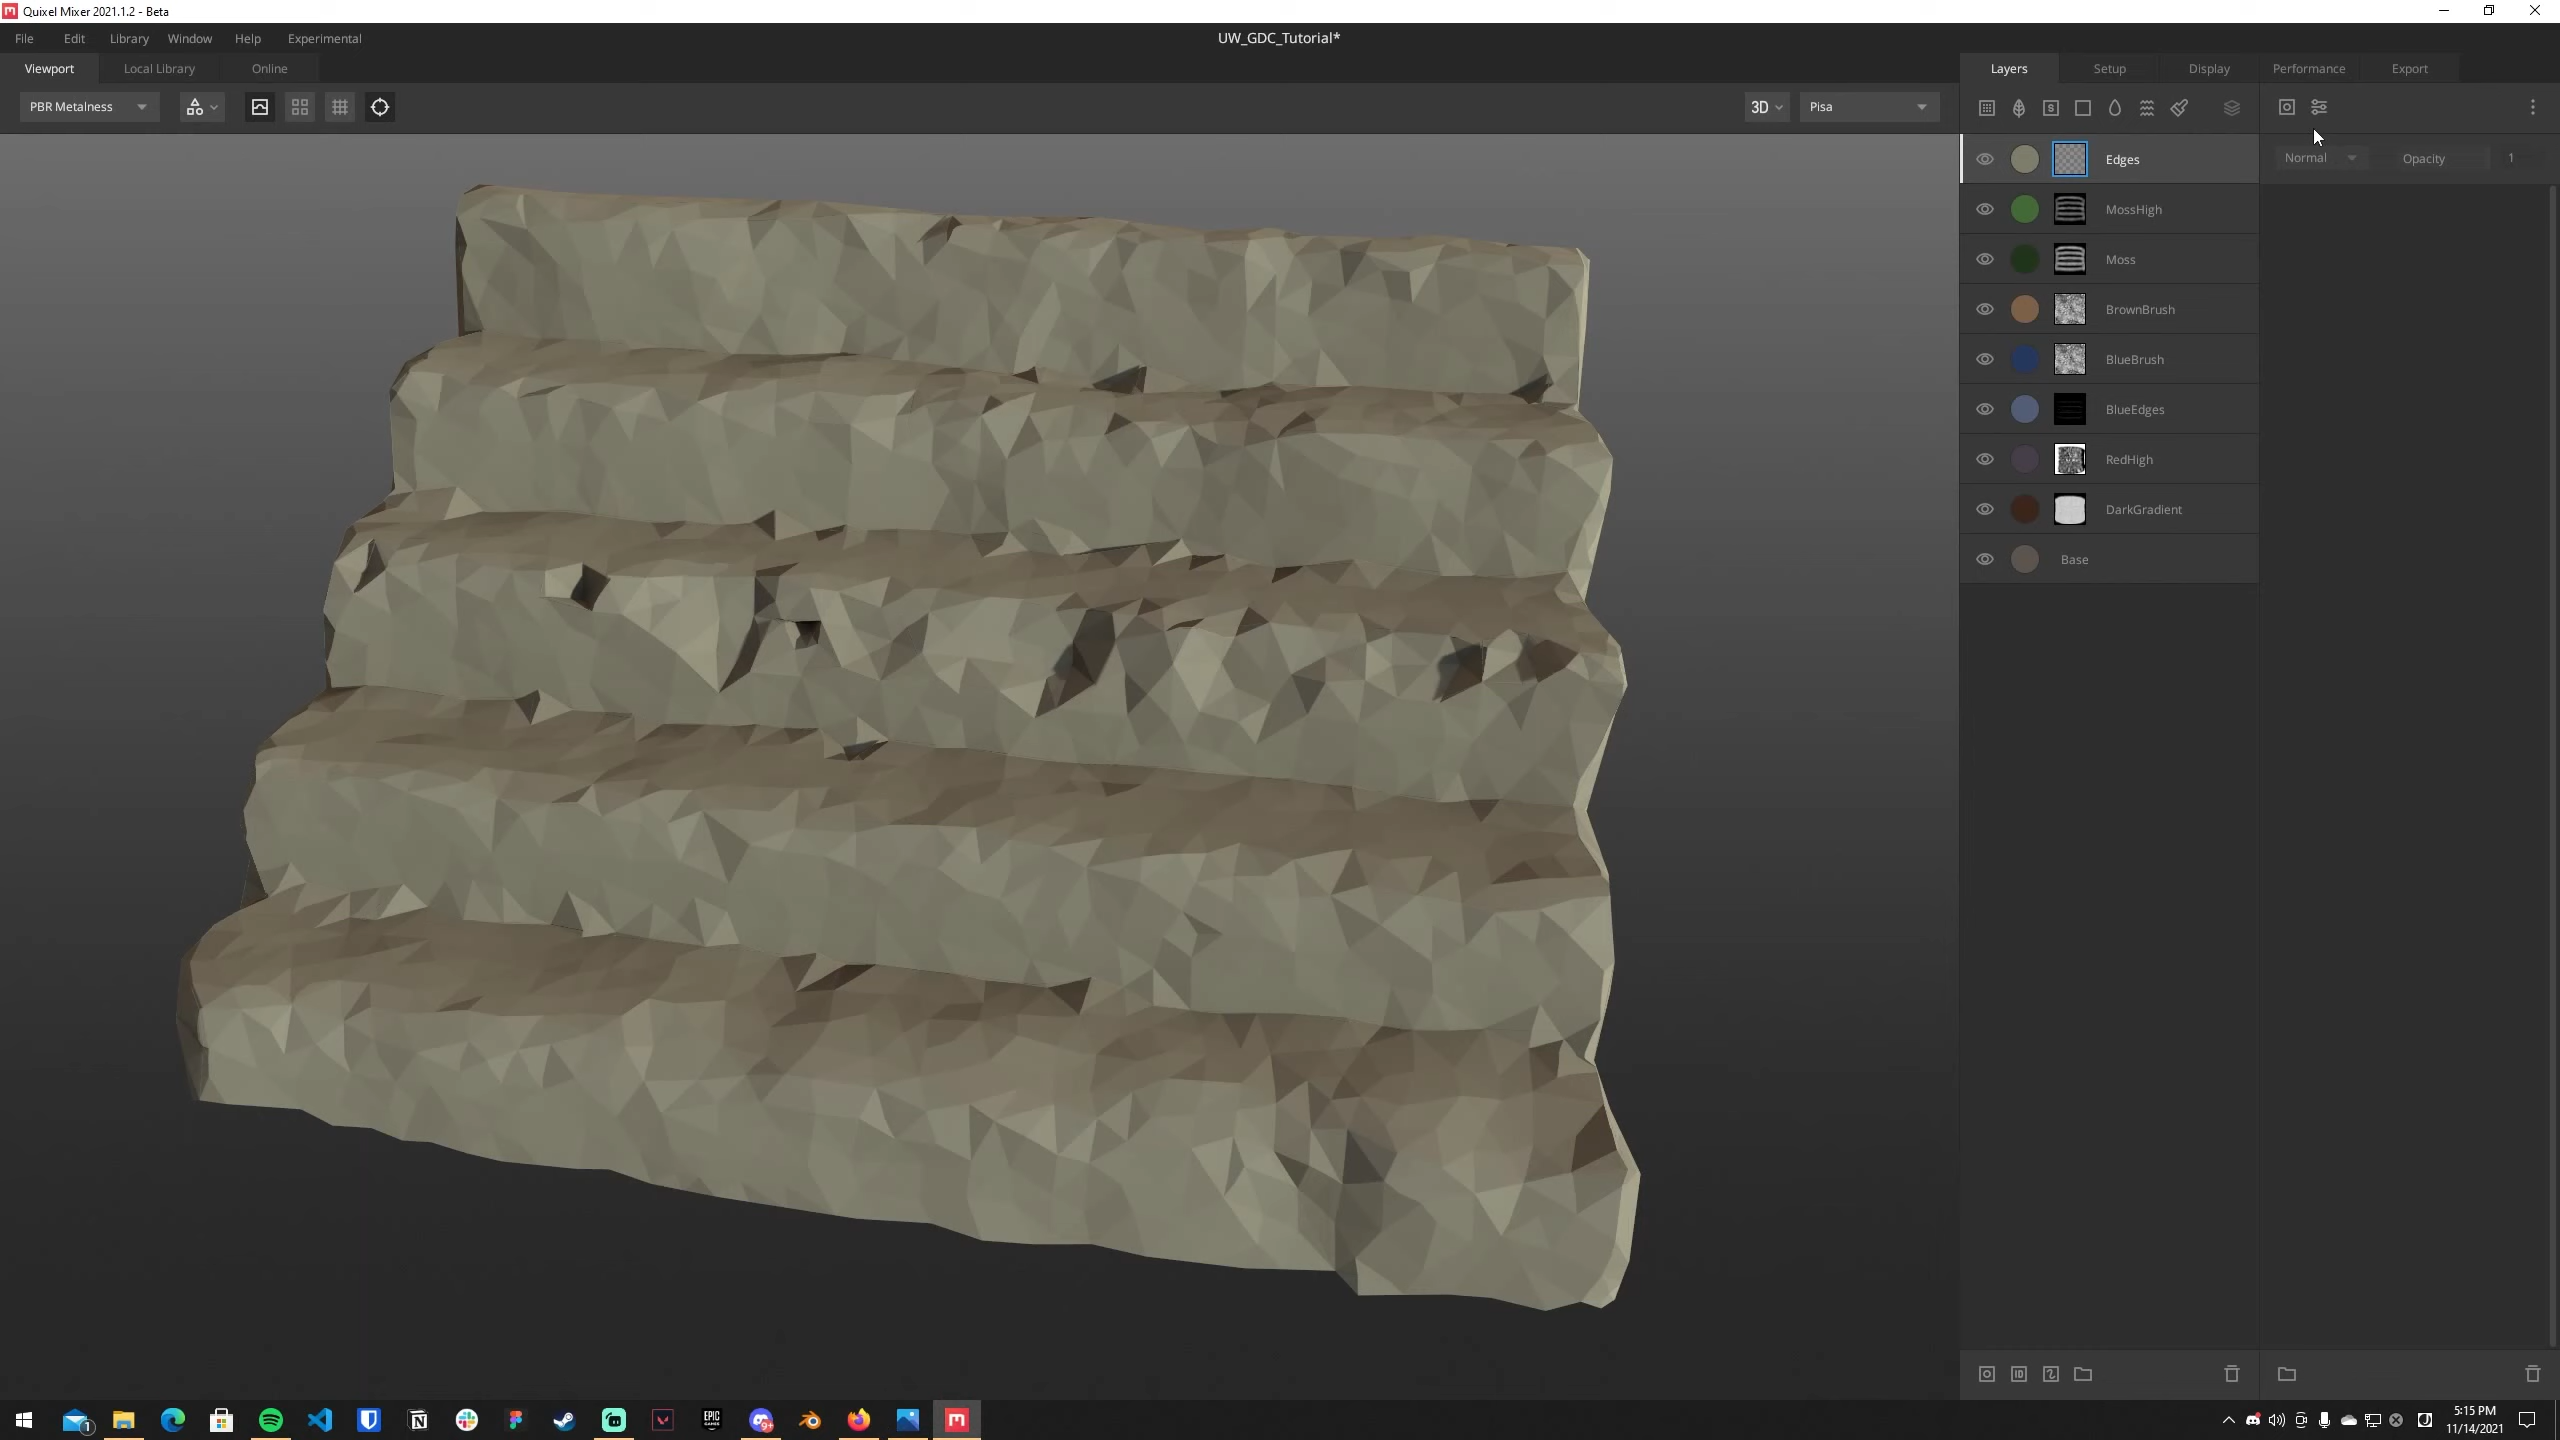 Quixel Mixer 2021.1.2 - Beta
File Edit Library Window Help Experimental
UW_GDC_Tutorial*
Viewport Local Library Online
Layers Setup Display Performance Export
PBR Metalness
3D
Pisa
Normal Opacity 1
Edges
MossHigh
Moss
BrownBrush
BlueBrush
BlueEdges
RedHigh
DarkGradient
Base
5:15 PM
11/14/2021